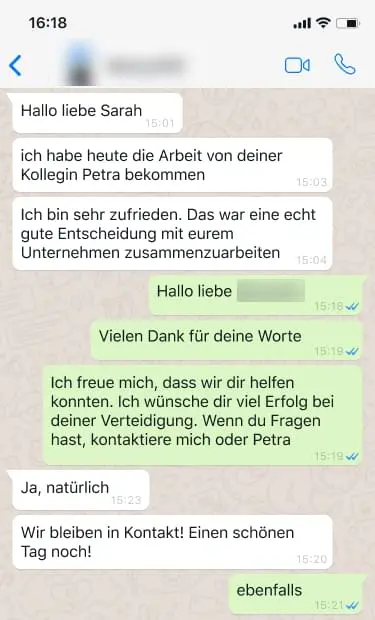 16:18
Hallo liebe Sarah
15:01
ich habe heute die Arbeit von deiner
Kollegin Petra bekommen
15:03
Ich bin sehr zufrieden. Das war eine echt
gute Entscheidung mit eurem
Unternehmen zusammenzuarbeiten
15:04
Hallo liebe
15:18
Vielen Dank für deine Worte
15:19
Ich freue mich, dass wir dir helfen
konnten. Ich wünsche dir viel Erfolg bei
deiner Verteidigung. Wenn du Fragen
hast, kontaktiere mich oder Petra
15:19
Ja, natürlich
15:23
Wir bleiben in Kontakt! Einen schönen
Tag noch!
15:20
ebenfalls
15:21